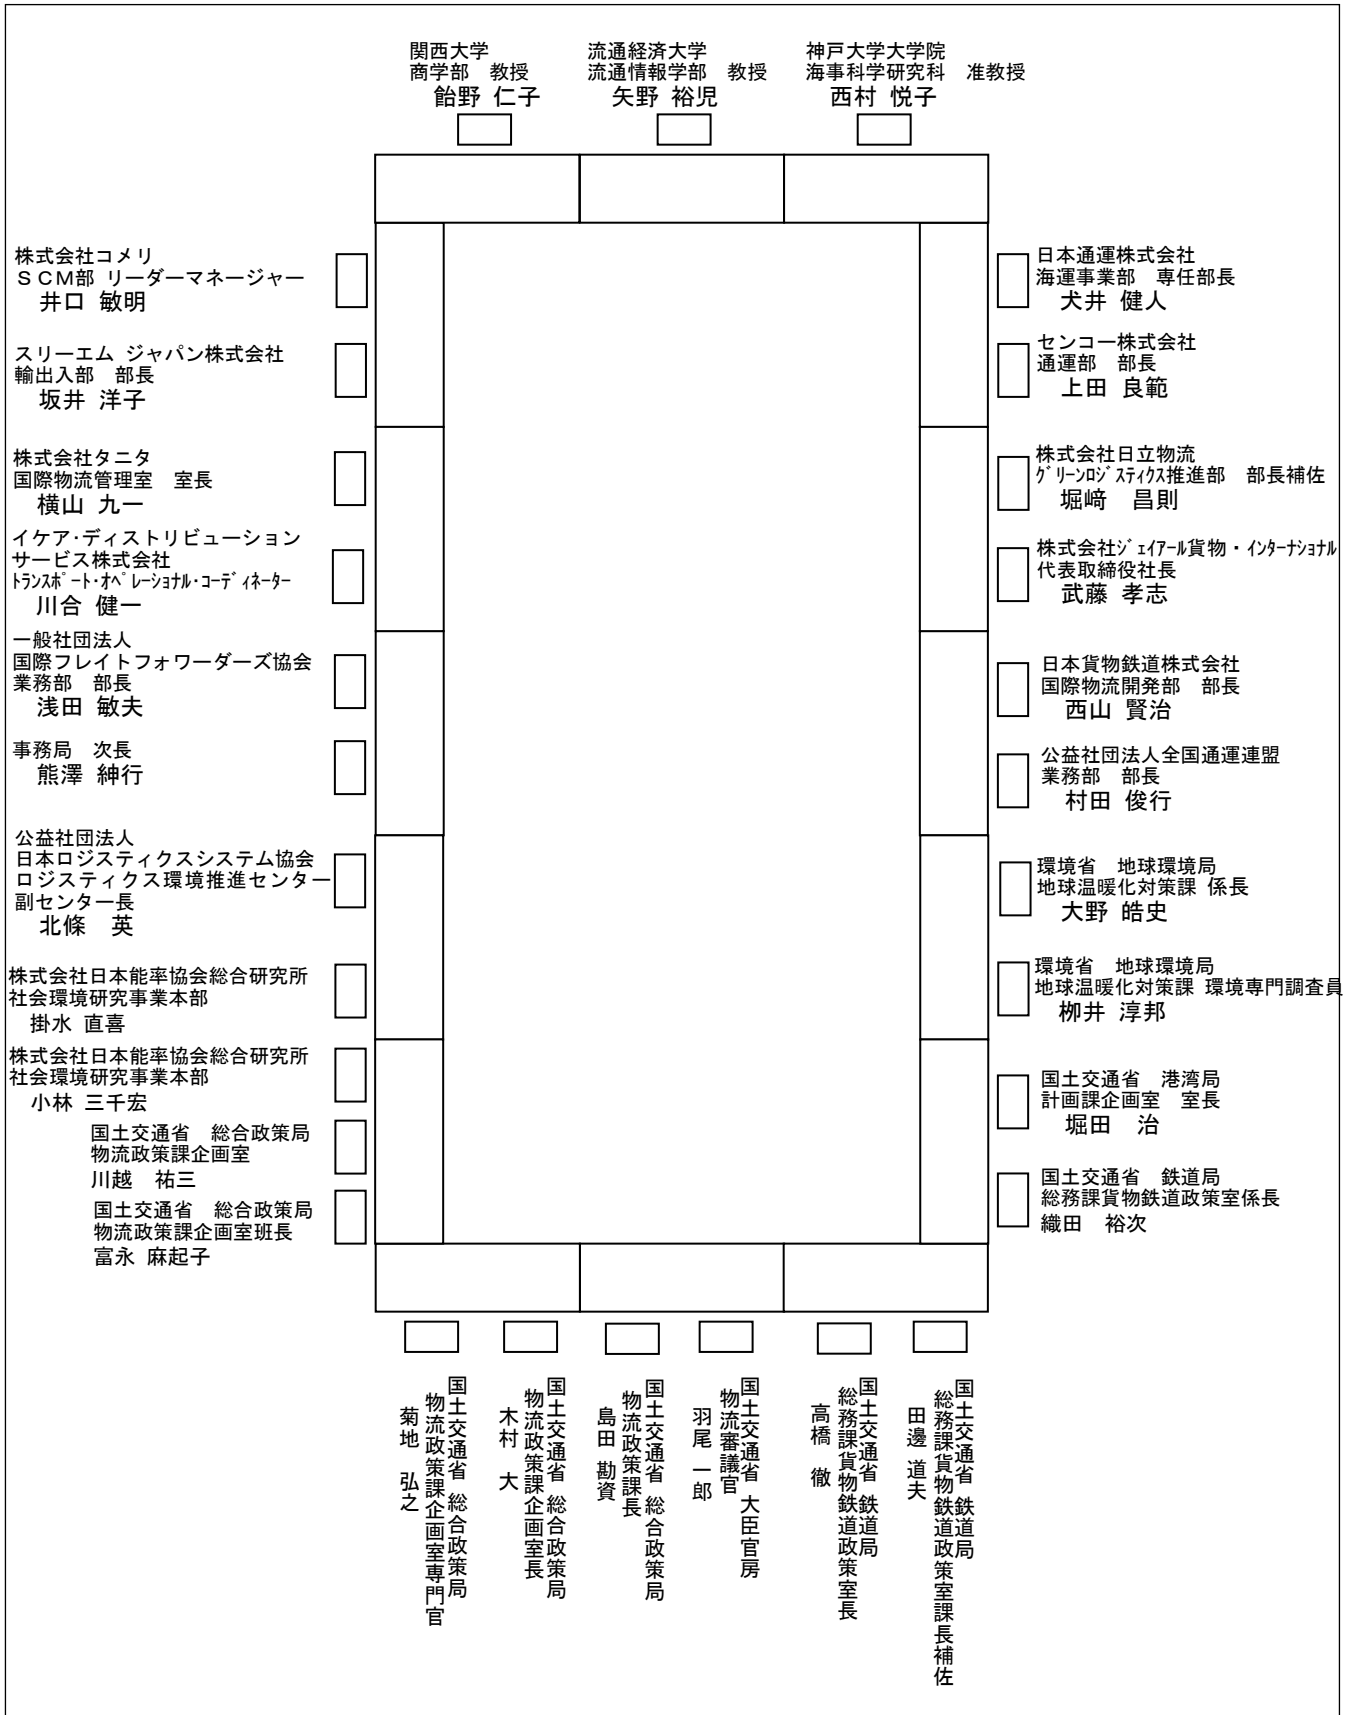 関西大学
商学部　教授
飴野 仁子
流通経済大学
流通情報学部　教授
矢野 裕児
神戸大学大学院
海事科学研究科　准教授
西村 悦子
株式会社コメリ
ＳＣＭ部 リーダーマネージャー
井口 敏明
スリーエム ジャパン株式会社
輸出入部　部長
坂井 洋子
株式会社タニタ
国際物流管理室　室長
横山 九一
イケア・ディストリビューション
サービス株式会社
ﾄﾗﾝｽﾎﾟｰﾄ・ｵﾍﾟﾚｰｼｮﾅﾙ・ｺｰﾃﾞｨﾈｰﾀｰ
川合 健一
一般社団法人
国際フレイトフォワーダーズ協会
業務部　部長
浅田 敏夫
事務局　次長
熊澤 紳行
公益社団法人
日本ロジスティクスシステム協会
ロジスティクス環境推進センター
副センター長
北條　英
株式会社日本能率協会総合研究所
社会環境研究事業本部
掛水 直喜
株式会社日本能率協会総合研究所
社会環境研究事業本部
小林 三千宏
国土交通省　総合政策局
物流政策課企画室
川越　祐三
国土交通省　総合政策局
物流政策課企画室班長
富永 麻起子
日本通運株式会社
海運事業部　専任部長
犬井 健人
センコー株式会社
通運部　部長
上田 良範
株式会社日立物流
ｸﾞﾘｰﾝﾛｼﾞｽﾃｨｸｽ推進部　部長補佐
堀﨑　昌則
株式会社ｼﾞｪｲｱｰﾙ貨物・ｲﾝﾀｰﾅｼｮﾅﾙ
代表取締役社長
武藤 孝志
日本貨物鉄道株式会社
国際物流開発部　部長
西山 賢治
公益社団法人全国通運連盟
業務部　部長
村田 俊行
環境省　地球環境局
地球温暖化対策課 係長
大野 皓史
環境省　地球環境局
地球温暖化対策課 環境専門調査員
栁井 淳邦
国土交通省　港湾局
計画課企画室　室長
堀田　治
国土交通省　鉄道局
総務課貨物鉄道政策室係長
織田　裕次
国土交通省 総合政策局
物流政策課企画室専門官
菊地　弘之
国土交通省 総合政策局
物流政策課企画室長
木村　大
国土交通省 総合政策局
物流政策課長
島田 勘資
国土交通省 大臣官房
物流審議官
羽尾 一郎
国土交通省 鉄道局
総務課貨物鉄道政策室長
高橋　徹
国土交通省 鉄道局
総務課貨物鉄道政策室課長補佐
田邊 道夫